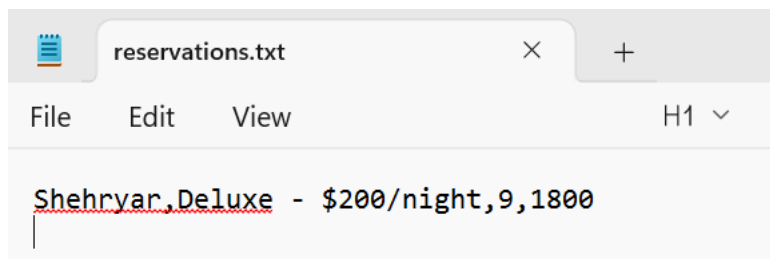 reservations.txt
File Edit View H1
Shehryar,Deluxe - $200/night,9,1800